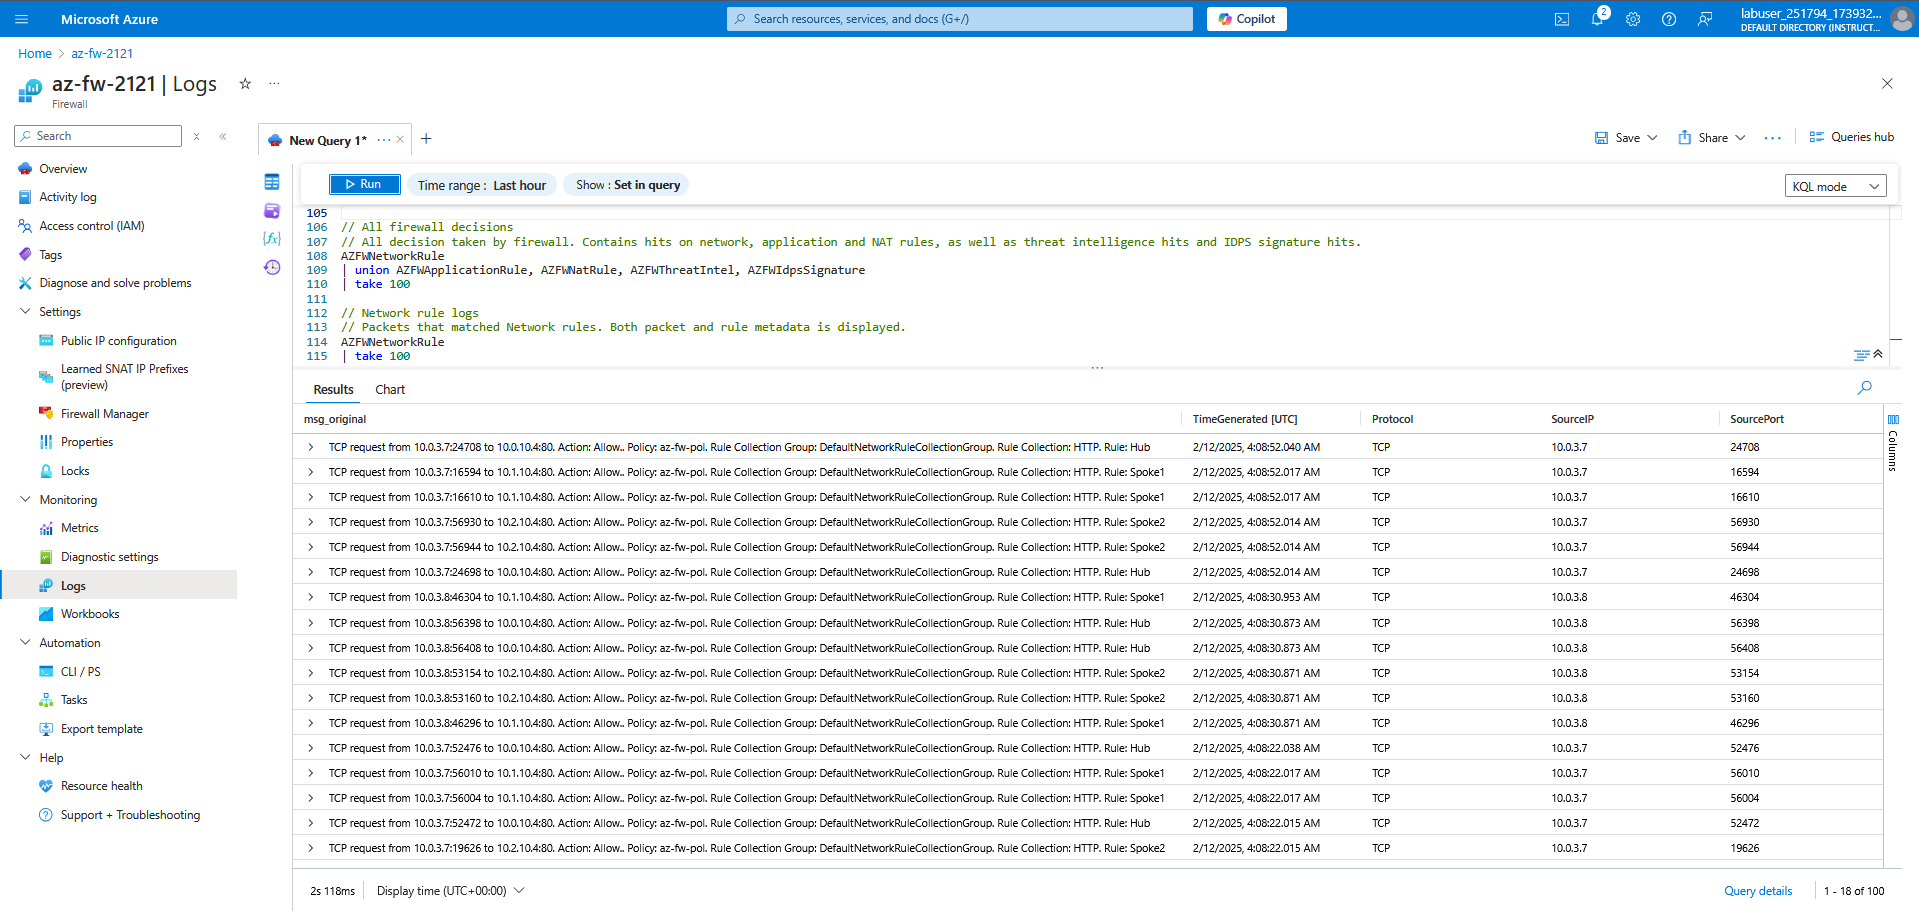 Microsoft Azure
Search resources, services, and docs (G+/)
Copilot
2
labuser_251794_173932...
DEFAULT DIRECTORY (INSTRUCT...
Home > az-fw-2121
az-fw-2121 | Logs
Firewall
Search
Overview
Activity log
Access control (IAM)
Tags
Diagnose and solve problems
Settings
Public IP configuration
Learned SNAT IP Prefixes
(preview)
Firewall Manager
Properties
Locks
Monitoring
Metrics
Diagnostic settings
Logs
Workbooks
Automation
CLI / PS
Tasks
Export template
Help
Resource health
Support + Troubleshooting
New Query 1*
Save
Share
Queries hub
Run
Time range : Last hour
Show : Set in query
KQL mode
105
106 // All firewall decisions
107 // All decision taken by firewall. Contains hits on network, application and NAT rules, as well as threat intelligence hits and IDPS signature hits.
108 AZFWNetworkRule
109 | union AZFWApplicationRule, AZFWNatRule, AZFWThreatIntel, AZFWIdpsSignature
110 | take 100
111
112 // Network rule logs
113 // Packets that matched Network rules. Both packet and rule metadata is displayed.
114 AZFWNetworkRule
115 | take 100
Results Chart
msg_original TimeGenerated [UTC] Protocol SourceIP SourcePort
TCP request from 10.0.3.7:24708 to 10.0.10.4:80. Action: Allow.. Policy: az-fw-pol. Rule Collection Group: DefaultNetworkRuleCollectionGroup. Rule Collection: HTTP. Rule: Hub 2/12/2025, 4:08:52.040 AM TCP 10.0.3.7 24708
TCP request from 10.0.3.7:16594 to 10.1.10.4:80. Action: Allow.. Policy: az-fw-pol. Rule Collection Group: DefaultNetworkRuleCollectionGroup. Rule Collection: HTTP. Rule: Spoke1 2/12/2025, 4:08:52.017 AM TCP 10.0.3.7 16594
TCP request from 10.0.3.7:16610 to 10.1.10.4:80. Action: Allow.. Policy: az-fw-pol. Rule Collection Group: DefaultNetworkRuleCollectionGroup. Rule Collection: HTTP. Rule: Spoke1 2/12/2025, 4:08:52.017 AM TCP 10.0.3.7 16610
TCP request from 10.0.3.7:56930 to 10.2.10.4:80. Action: Allow.. Policy: az-fw-pol. Rule Collection Group: DefaultNetworkRuleCollectionGroup. Rule Collection: HTTP. Rule: Spoke2 2/12/2025, 4:08:52.014 AM TCP 10.0.3.7 56930
TCP request from 10.0.3.7:56944 to 10.2.10.4:80. Action: Allow.. Policy: az-fw-pol. Rule Collection Group: DefaultNetworkRuleCollectionGroup. Rule Collection: HTTP. Rule: Spoke2 2/12/2025, 4:08:52.014 AM TCP 10.0.3.7 56944
TCP request from 10.0.3.7:24698 to 10.0.10.4:80. Action: Allow.. Policy: az-fw-pol. Rule Collection Group: DefaultNetworkRuleCollectionGroup. Rule Collection: HTTP. Rule: Hub 2/12/2025, 4:08:52.014 AM TCP 10.0.3.7 24698
TCP request from 10.0.3.8:46304 to 10.1.10.4:80. Action: Allow.. Policy: az-fw-pol. Rule Collection Group: DefaultNetworkRuleCollectionGroup. Rule Collection: HTTP. Rule: Spoke1 2/12/2025, 4:08:30.953 AM TCP 10.0.3.8 46304
TCP request from 10.0.3.8:56398 to 10.0.10.4:80. Action: Allow.. Policy: az-fw-pol. Rule Collection Group: DefaultNetworkRuleCollectionGroup. Rule Collection: HTTP. Rule: Hub 2/12/2025, 4:08:30.873 AM TCP 10.0.3.8 56398
TCP request from 10.0.3.8:56408 to 10.0.10.4:80. Action: Allow.. Policy: az-fw-pol. Rule Collection Group: DefaultNetworkRuleCollectionGroup. Rule Collection: HTTP. Rule: Hub 2/12/2025, 4:08:30.873 AM TCP 10.0.3.8 56408
TCP request from 10.0.3.8:53154 to 10.2.10.4:80. Action: Allow.. Policy: az-fw-pol. Rule Collection Group: DefaultNetworkRuleCollectionGroup. Rule Collection: HTTP. Rule: Spoke2 2/12/2025, 4:08:30.871 AM TCP 10.0.3.8 53154
TCP request from 10.0.3.8:53160 to 10.2.10.4:80. Action: Allow.. Policy: az-fw-pol. Rule Collection Group: DefaultNetworkRuleCollectionGroup. Rule Collection: HTTP. Rule: Spoke2 2/12/2025, 4:08:30.871 AM TCP 10.0.3.8 53160
TCP request from 10.0.3.8:46296 to 10.1.10.4:80. Action: Allow.. Policy: az-fw-pol. Rule Collection Group: DefaultNetworkRuleCollectionGroup. Rule Collection: HTTP. Rule: Spoke1 2/12/2025, 4:08:30.871 AM TCP 10.0.3.8 46296
TCP request from 10.0.3.7:52476 to 10.0.10.4:80. Action: Allow.. Policy: az-fw-pol. Rule Collection Group: DefaultNetworkRuleCollectionGroup. Rule Collection: HTTP. Rule: Hub 2/12/2025, 4:08:22.038 AM TCP 10.0.3.7 52476
TCP request from 10.0.3.7:56010 to 10.1.10.4:80. Action: Allow.. Policy: az-fw-pol. Rule Collection Group: DefaultNetworkRuleCollectionGroup. Rule Collection: HTTP. Rule: Spoke1 2/12/2025, 4:08:22.017 AM TCP 10.0.3.7 56010
TCP request from 10.0.3.7:56004 to 10.1.10.4:80. Action: Allow.. Policy: az-fw-pol. Rule Collection Group: DefaultNetworkRuleCollectionGroup. Rule Collection: HTTP. Rule: Spoke1 2/12/2025, 4:08:22.017 AM TCP 10.0.3.7 56004
TCP request from 10.0.3.7:52472 to 10.0.10.4:80. Action: Allow.. Policy: az-fw-pol. Rule Collection Group: DefaultNetworkRuleCollectionGroup. Rule Collection: HTTP. Rule: Hub 2/12/2025, 4:08:22.015 AM TCP 10.0.3.7 52472
TCP request from 10.0.3.7:19626 to 10.2.10.4:80. Action: Allow.. Policy: az-fw-pol. Rule Collection Group: DefaultNetworkRuleCollectionGroup. Rule Collection: HTTP. Rule: Spoke2 2/12/2025, 4:08:22.015 AM TCP 10.0.3.7 19626
Columns
2s 118ms Display time (UTC+00:00) Query details 1 - 18 of 100